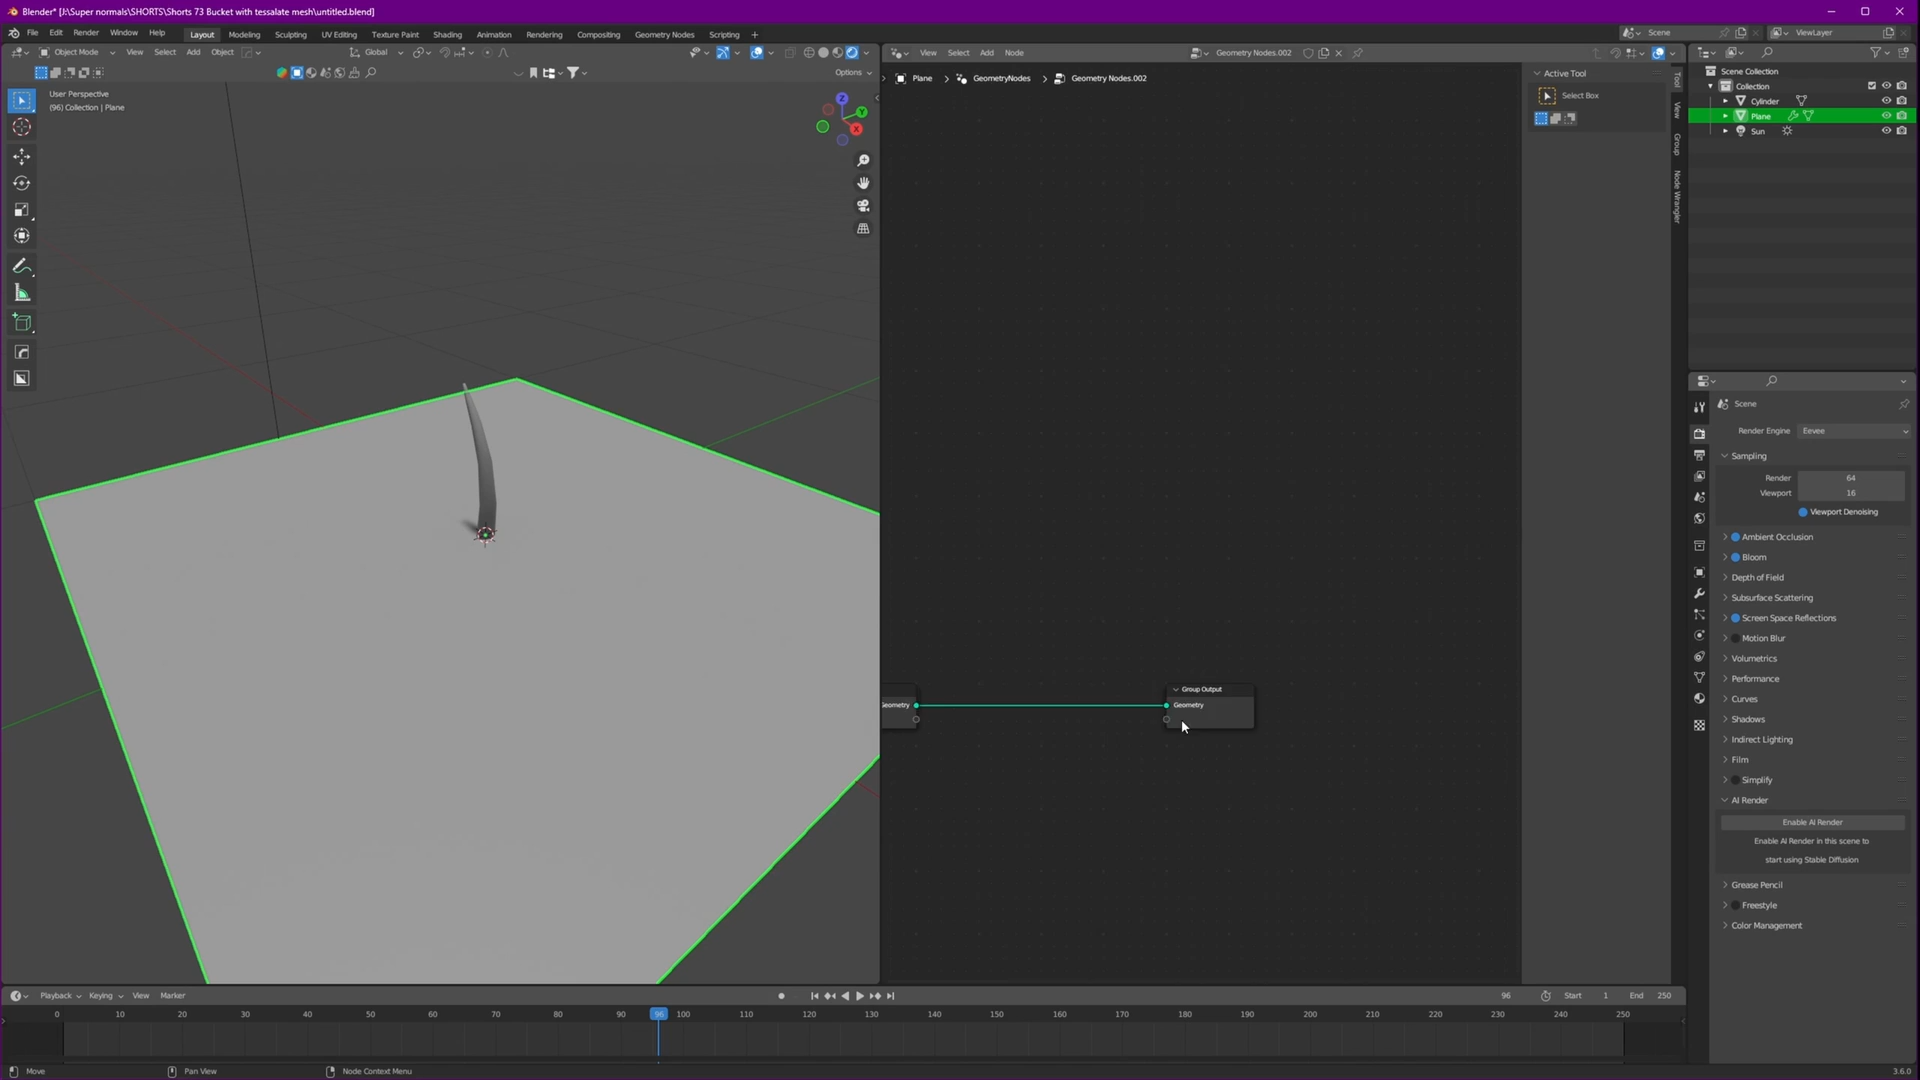 Blender* [J:\Super normals\SHORTS\Shorts 73 Bucket with tessalate mesh\untitled.blend]
File Edit Render Window Help Layout Modeling Sculpting UV Editing Texture Paint Shading Animation Rendering Compositing Geometry Nodes Scripting + Scene ViewLayer
Object Mode View Select Add Object Global
View Select Add Node Geometry Nodes.002
Options
User Perspective
(96) Collection | Plane
Z
Y
X
Plane > GeometryNodes > Geometry Nodes.002
Active Tool
Select Box
Tool
View
Group
Node Wrangler
Geometry
Group Output
Geometry
Scene Collection
Collection
Cylinder
Plane
Sun
Scene
Render Engine Eevee
Sampling
Render 64
Viewport 16
Viewport Denoising
Ambient Occlusion
Bloom
Depth of Field
Subsurface Scattering
Screen Space Reflections
Motion Blur
Volumetrics
Performance
Curves
Shadows
Indirect Lighting
Film
Simplify
AI Render
Enable AI Render
Enable AI Render in this scene to
start using Stable Diffusion
Grease Pencil
Freestyle
Color Management
Playback Keying View Marker 96 Start 1 End 250
0 10 20 30 40 50 60 70 80 90 96 100 110 120 130 140 150 160 170 180 190 200 210 220 230 240 250
Move Pan View Node Context Menu 3.6.0